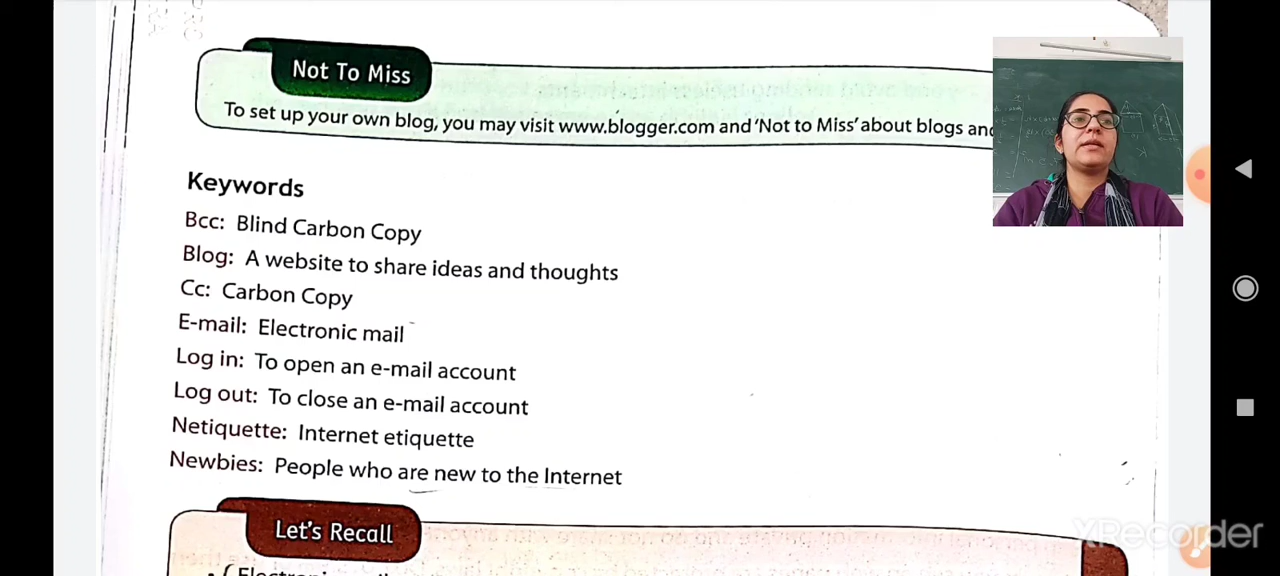 Not To Miss
To set up your own blog, you may visit www.blogger.com and 'Not to Miss' about blogs and
Keywords
Bcc: Blind Carbon Copy
Blog: A website to share ideas and thoughts
Cc: Carbon Copy
E-mail: Electronic mail
Log in: To open an e-mail account
Log out: To close an e-mail account
Netiquette: Internet etiquette
Newbies: People who are new to the Internet
Let's Recall
XRecorder